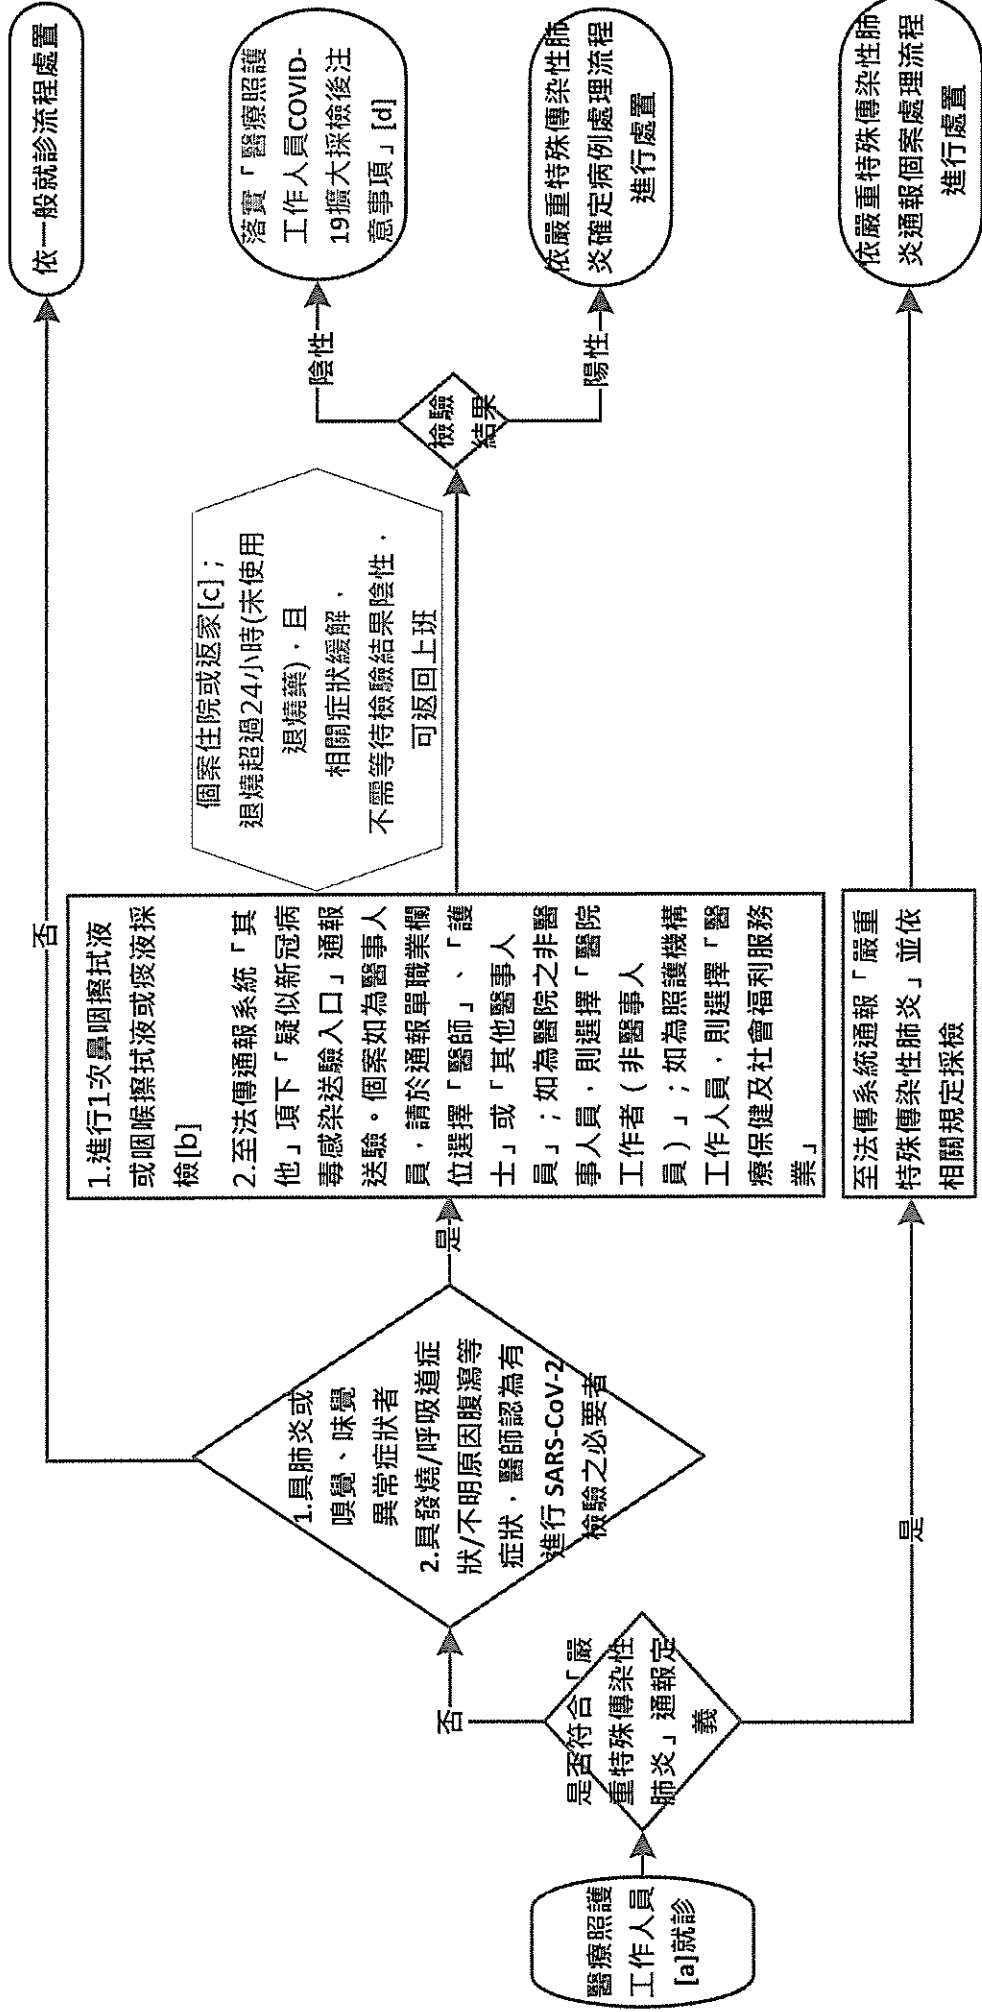 醫療照護
工作人員
[a]就診
是否符合「嚴
重特殊傳染性
肺炎」通報定
義
否
是
1.具肺炎或
嗅覺、味覺
異常症狀者
2.具發燒/呼吸道症
狀/不明原因腹瀉等
症狀，醫師認為有
進行 SARS-CoV-2
檢驗之必要者
否
是
1.進行1次鼻咽擦拭液
或咽喉擦拭液或痰液採
檢[b]
2.至法傳通報系統「其
他」項下「疑似新冠病
毒感染送驗入口」通報
送驗。個案如為醫事人
員，請於通報單職業欄
位選擇「醫師」、「護
士」或「其他醫事人
員」；如為醫院之非醫
事人員，則選擇「醫院
工作者（非醫事人
員）」；如為照護機構
工作人員，則選擇「醫
療保健及社會福利服務
業」
至法傳系統通報「嚴重
特殊傳染性肺炎」並依
相關規定採檢
個案住院或返家[c]；
退燒超過24小時(未使用
退燒藥)，且
相關症狀緩解，
不需等待檢驗結果陰性，
可返回上班
檢驗
結果
陰性
陽性
依一般就診流程處置
落實「醫療照護
工作人員COVID-
19擴大採檢後注
意事項」[d]
依嚴重特殊傳染性肺
炎確定病例處理流程
進行處置
依嚴重特殊傳染性肺
炎通報個案處理流程
進行處置